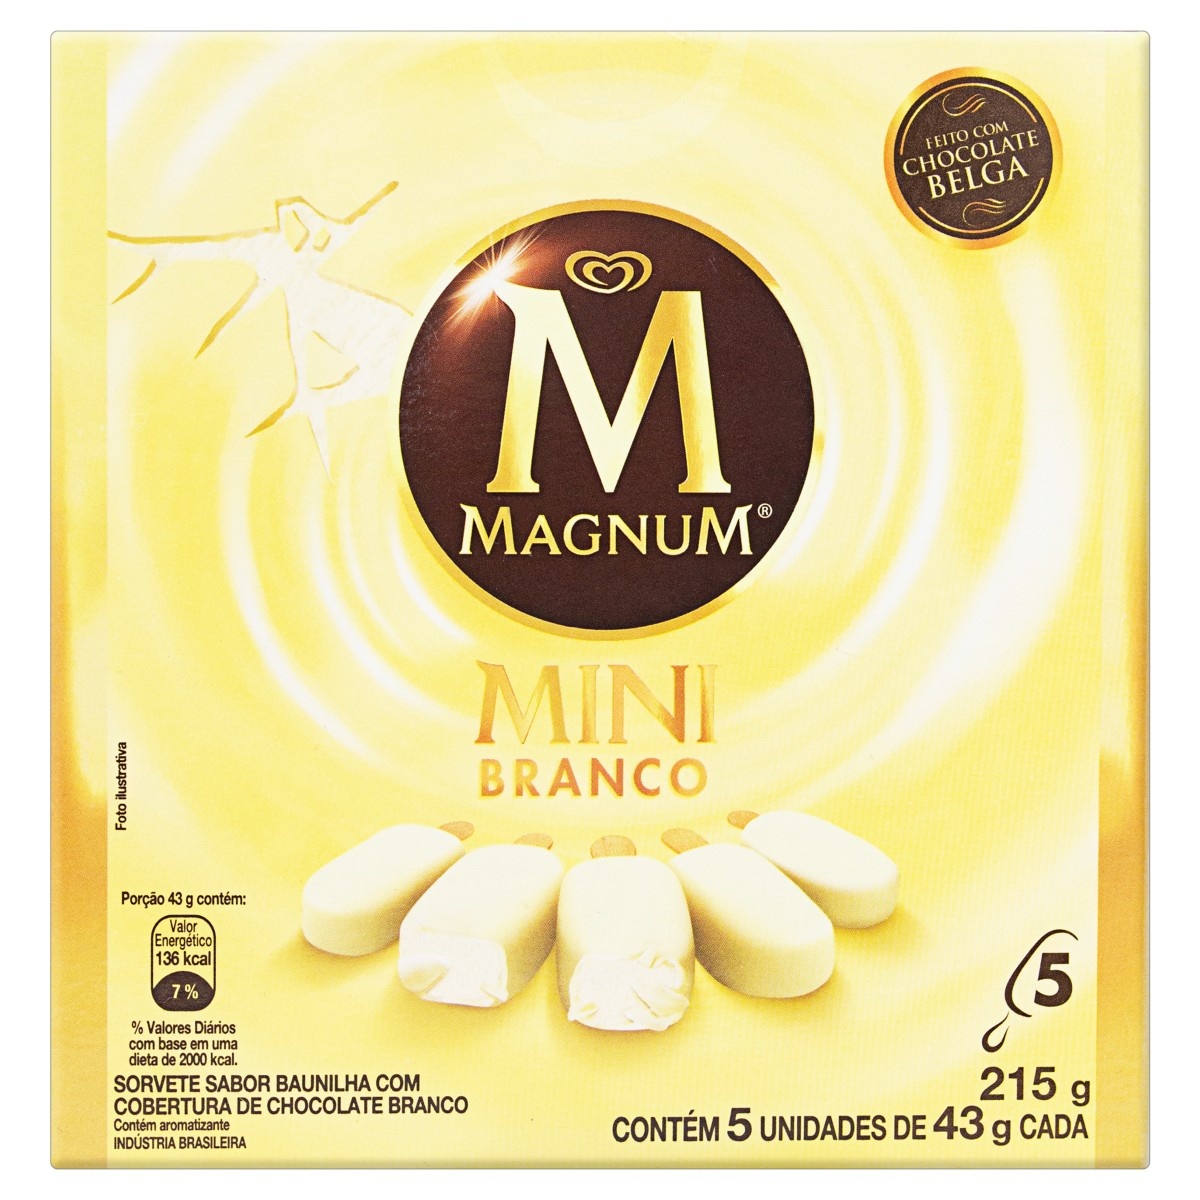 FEITO COM
CHOCOLATE
BELGA
M
MAGNUM®
MINI
BRANCO
Foto ilustrativa
Porção 43 g contém:
Valor
Energético
136 kcal
7 %
% Valores Diários
com base em uma
dieta de 2000 kcal.
SORVETE SABOR BAUNILHA COM
COBERTURA DE CHOCOLATE BRANCO
Contém aromatizante
INDÚSTRIA BRASILEIRA
5
215 g
CONTÉM 5 UNIDADES DE 43 g CADA